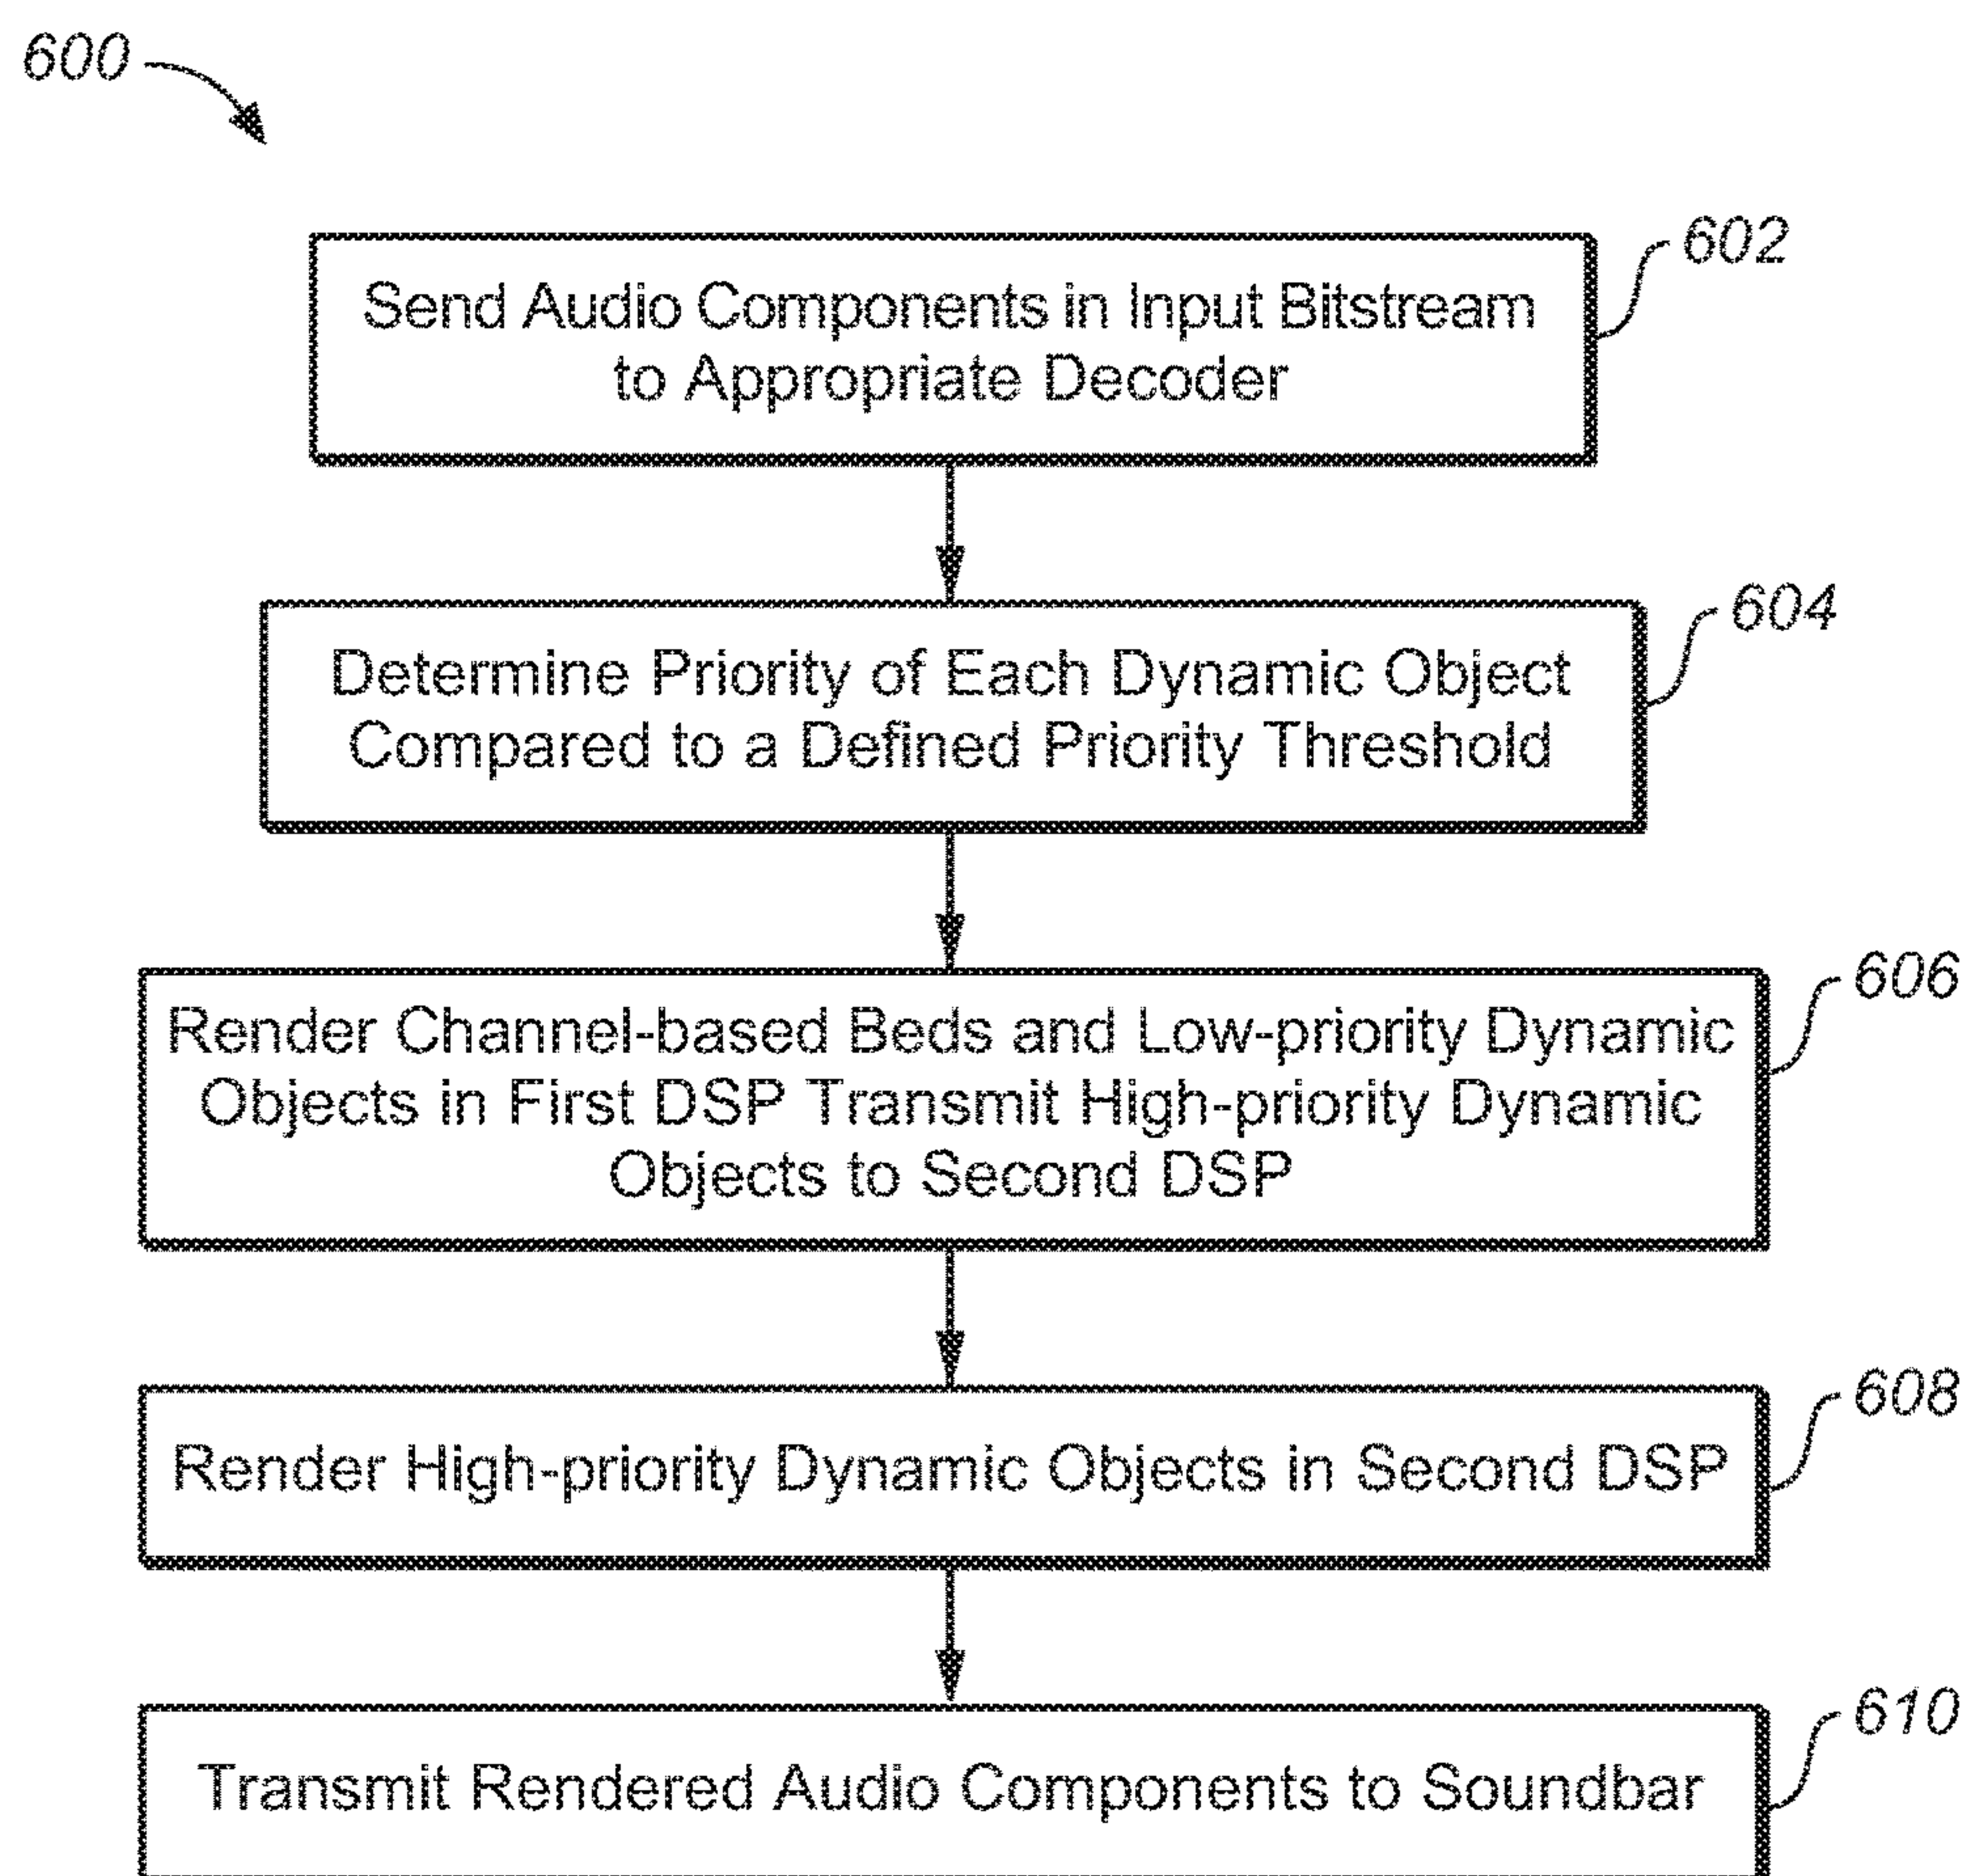 600
602
Send Audio Components in Input Bitstream
to Appropriate Decoder
604
Determine Priority of Each Dynamic Object
Compared to a Defined Priority Threshold
606
Render Channel-based Beds and Low-priority Dynamic
Objects in First DSP Transmit High-priority Dynamic
Objects to Second DSP
608
Render High-priority Dynamic Objects in Second DSP
610
Transmit Rendered Audio Components to Soundbar